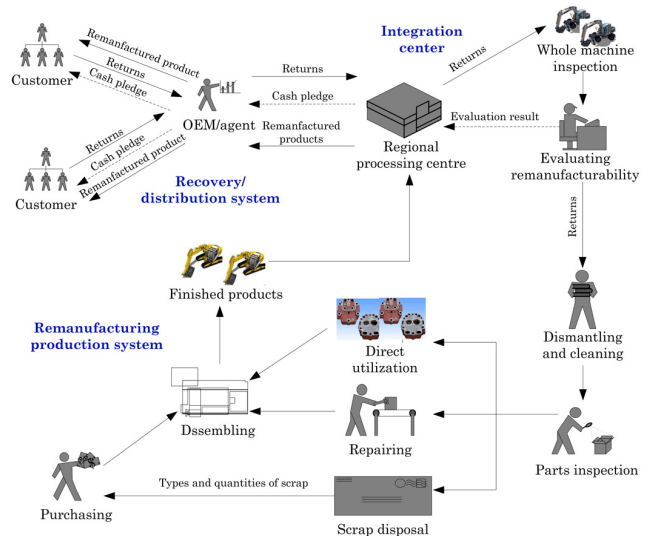 Integration
center
Remanfactured product
Returns
Cash pledge
Customer
OEM/agent
Returns
Cash pledge
Remanfactured
products
Regional
processing centre
Returns
Whole machine
inspection
Evaluation result
Evaluating
remanufacturability
Returns
Cash pledge
Remanfactured product
Customer
Recovery/
distribution system
Returns
Finished products
Remanufacturing
production system
Direct
utilization
Dismantling
and cleaning
Dssembling
Repairing
Parts inspection
Purchasing
Types and quantities of scrap
Scrap disposal